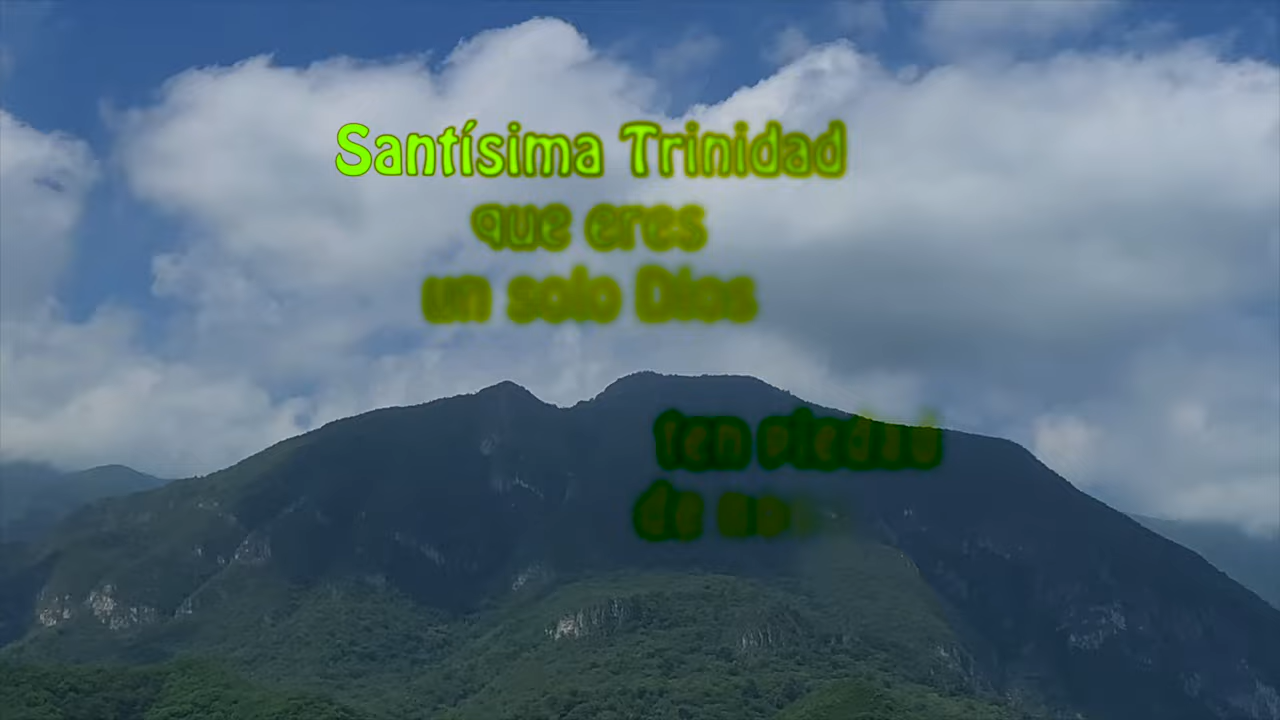 Santísima Trinidad
que eres
un solo Dios
ten piedad
de